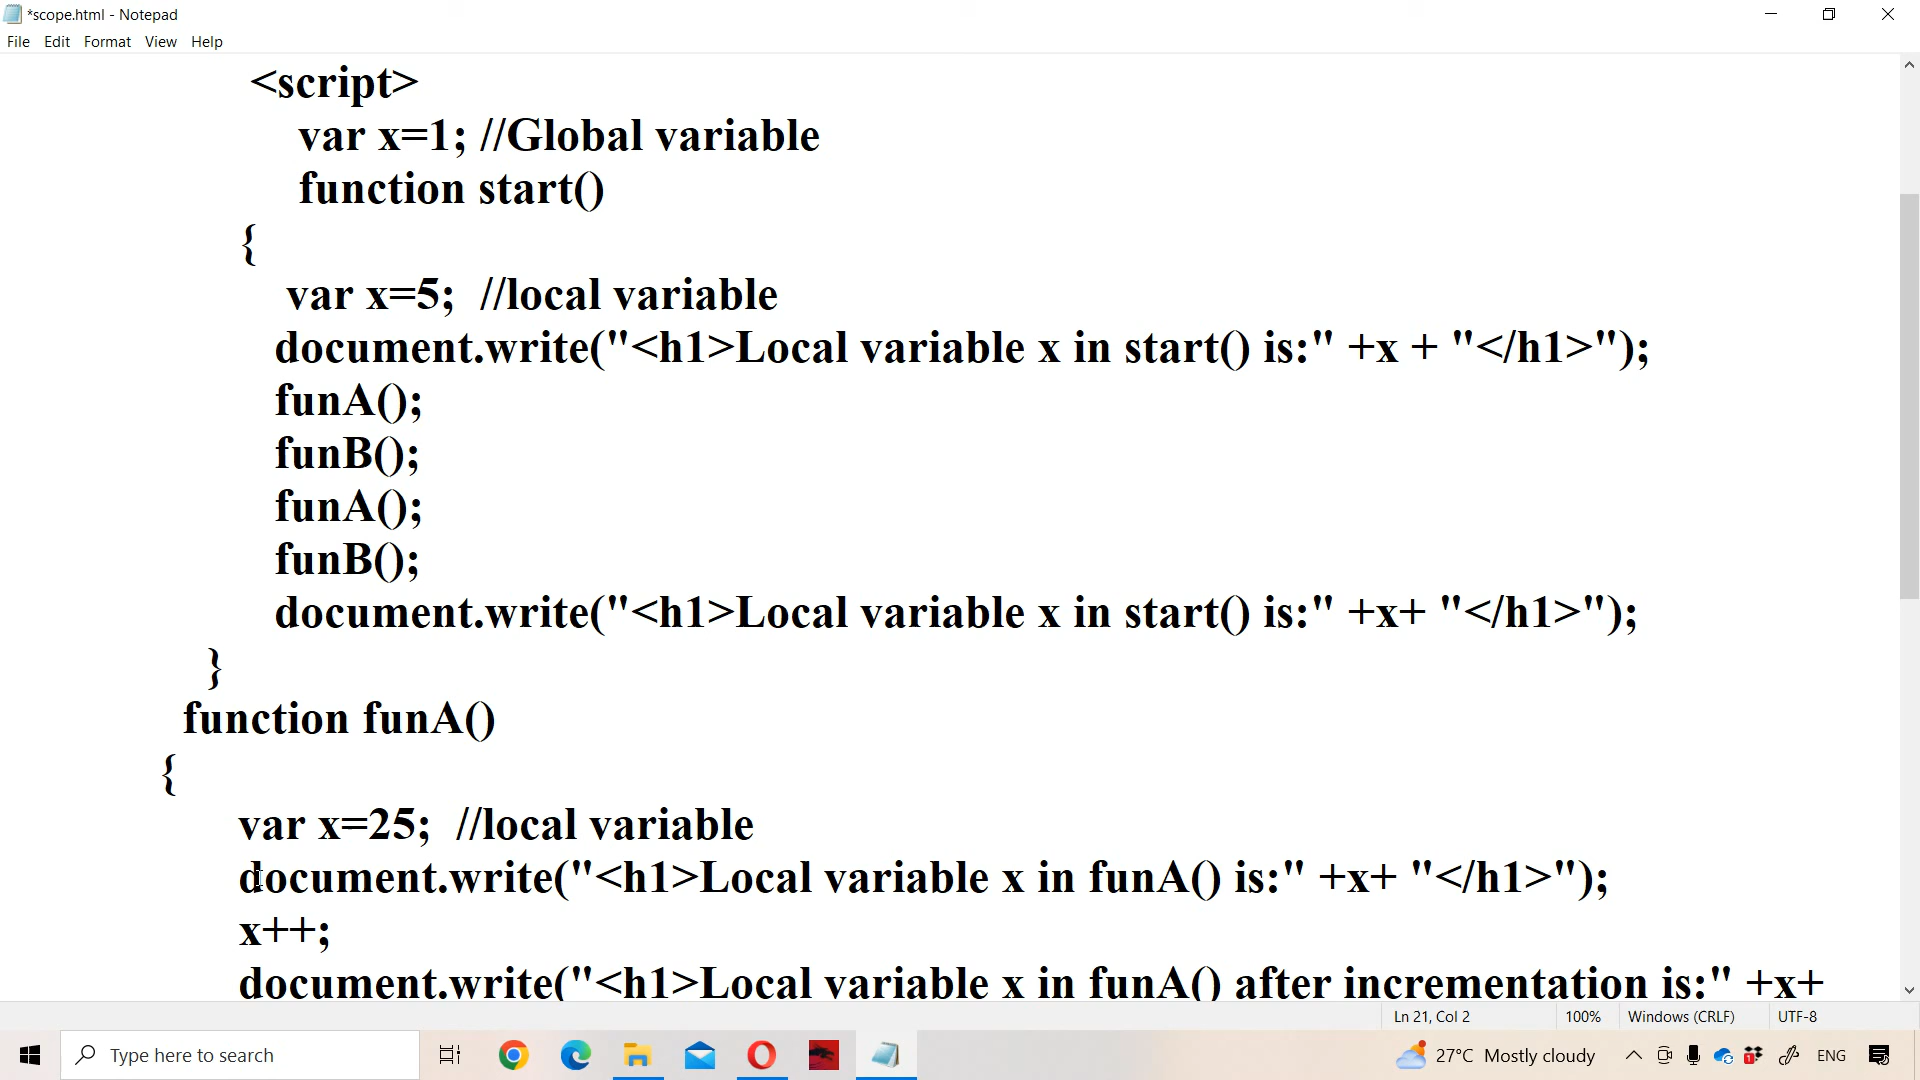 *scope.html - Notepad
File Edit Format View Help
<script>
var x=1; //Global variable
function start()
{
var x=5;  //local variable
document.write("<h1>Local variable x in start() is:" +x + "</h1>");
funA();
funB();
funA();
funB();
document.write("<h1>Local variable x in start() is:" +x+ "</h1>");
}
function funA()
{
var x=25;  //local variable
document.write("<h1>Local variable x in funA() is:" +x+ "</h1>");
x++;
document.write("<h1>Local variable x in funA() after incrementation is:" +x+
Ln 21, Col 2 100% Windows (CRLF) UTF-8
Type here to search 27°C Mostly cloudy 1 ENG